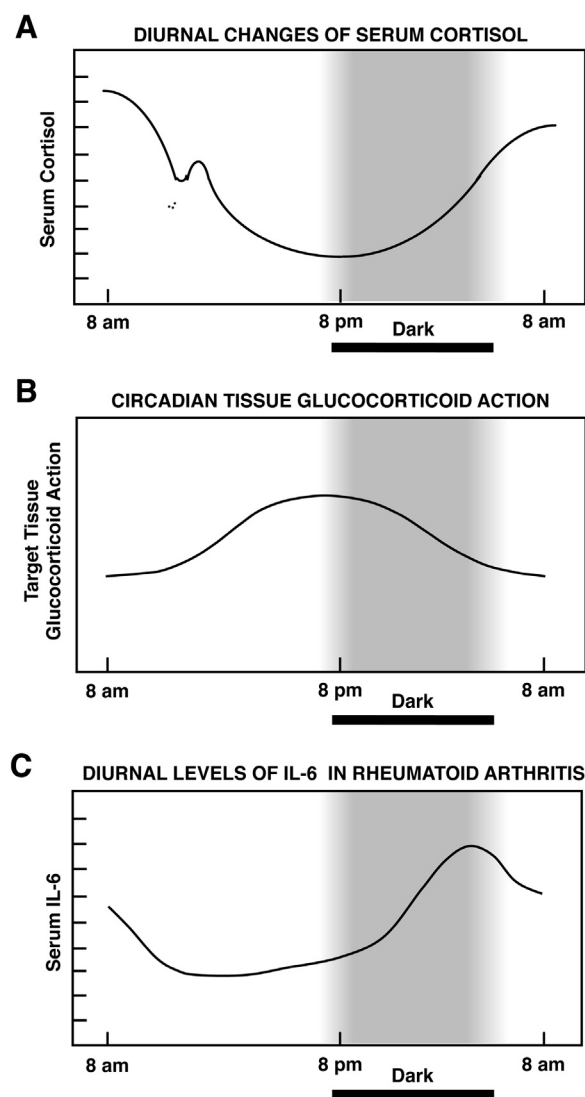 A
DIURNAL CHANGES OF SERUM CORTISOL
Serum Cortisol
8 am
8 pm
8 am
Dark
B
CIRCADIAN TISSUE GLUCOCORTICOID ACTION
Target Tissue
Glucocorticoid Action
8 am
8 pm
8 am
Dark
C
DIURNAL LEVELS OF IL-6 IN RHEUMATOID ARTHRITIS
Serum IL-6
8 am
8 pm
8 am
Dark